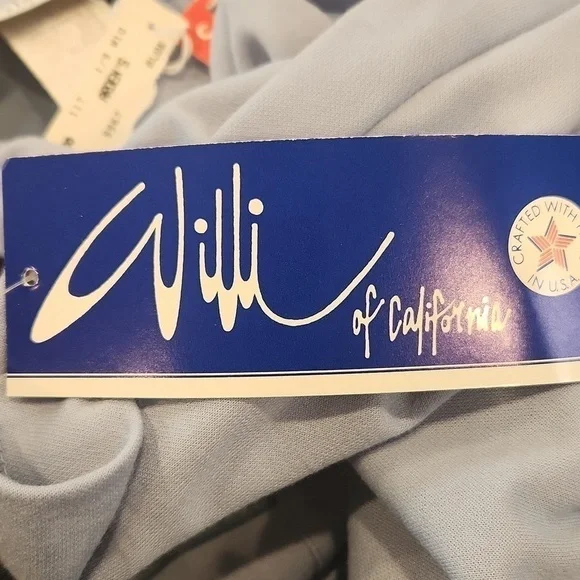 Willi
of California
CRAFTED WITH
IN U.S.A.